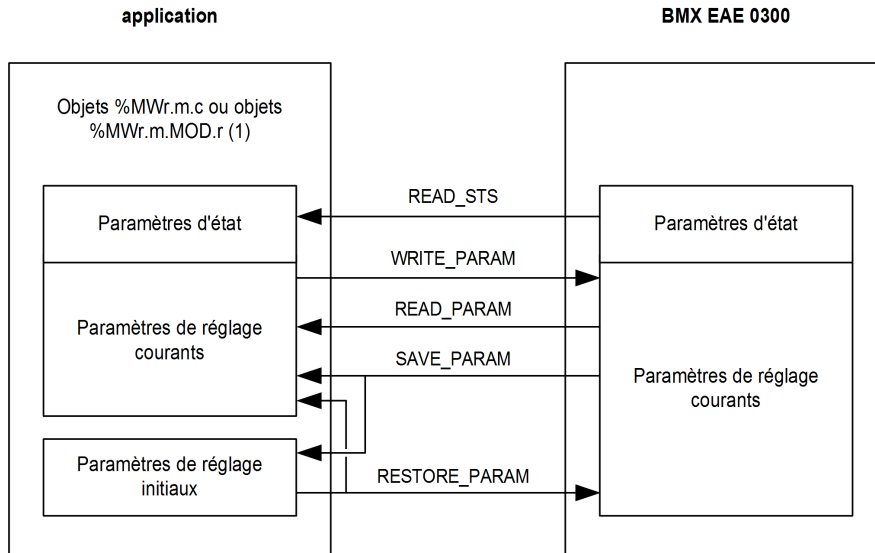 application
BMX EAE 0300
Objets %MWr.m.c ou objets
%MWr.m.MOD.r (1)
Paramètres d'état
READ_STS
Paramètres d'état
WRITE_PARAM
READ_PARAM
Paramètres de réglage
courants
SAVE_PARAM
Paramètres de réglage
courants
Paramètres de réglage
initiaux
RESTORE_PARAM